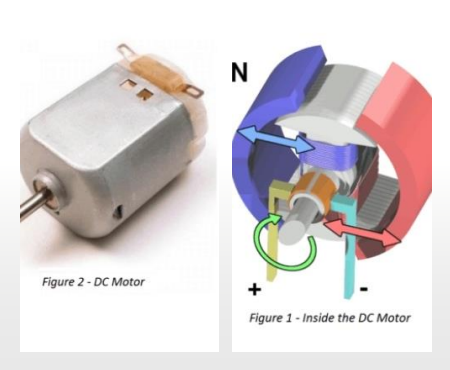 N
+
-
Figure 2 - DC Motor
Figure 1 - Inside the DC Motor